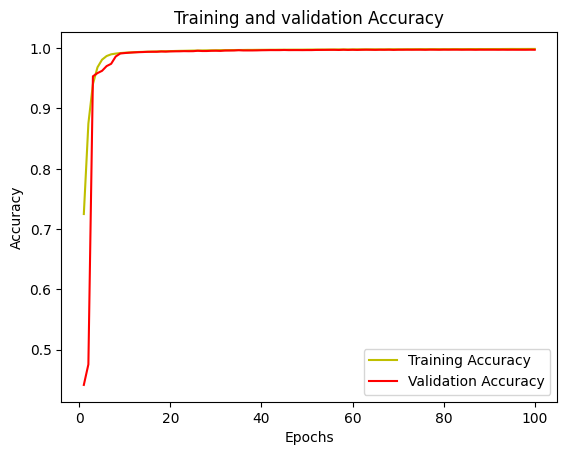 Training and validation Accuracy
1.0
0.9
0.8
0.7
0.6
0.5
Accuracy
0
20
40
60
80
100
Epochs
Training Accuracy
Validation Accuracy